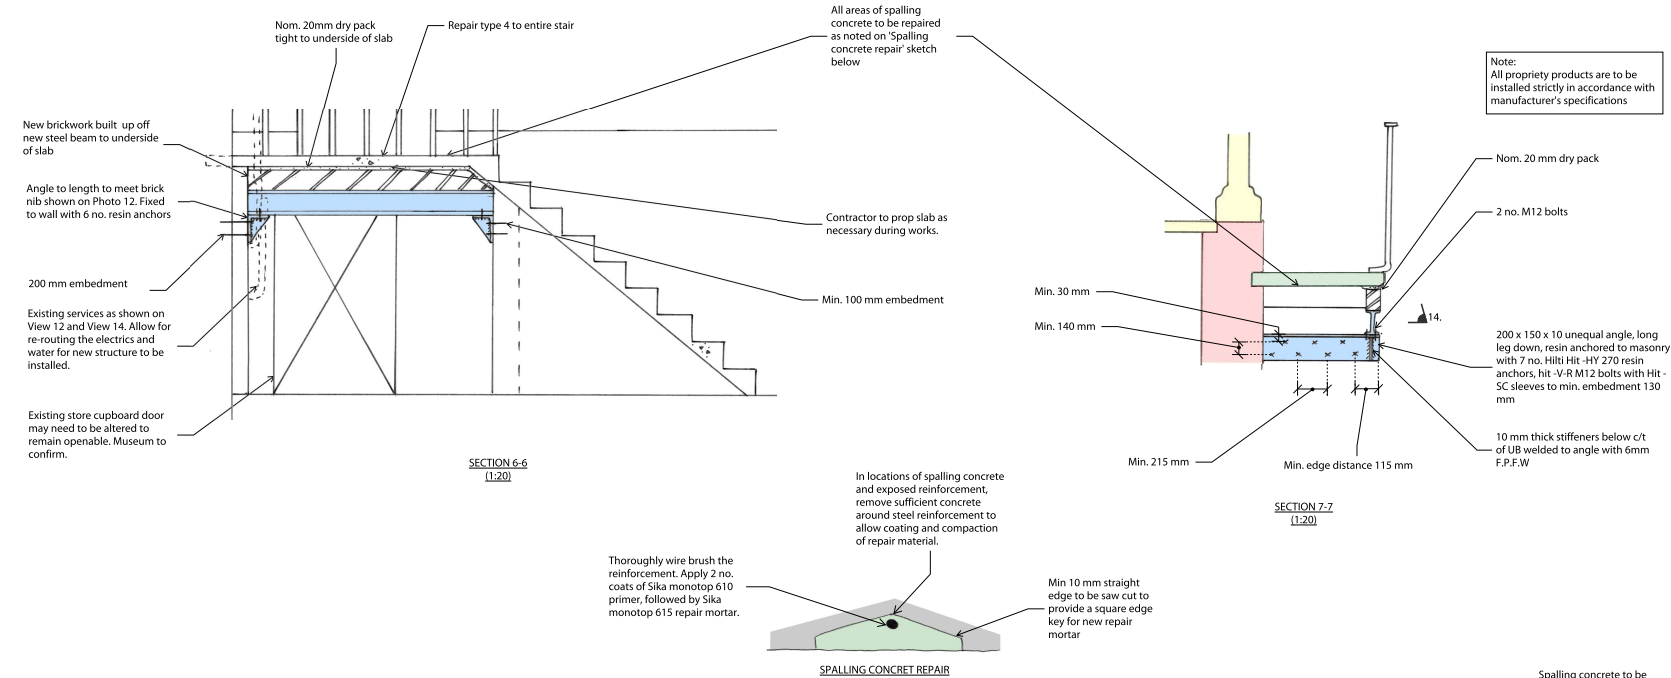 Nom. 20mm dry pack
tight to underside of slab
Repair type 4 to entire stair
All areas of spalling
concrete to be repaired
as noted on 'Spalling
concrete repair' sketch
below
Note:
All propriety products are to be
installed strictly in accordance with
manufacturer's specifications
New brickwork built up off
new steel beam to underside
of slab
Angle to length to meet brick
nib shown on Photo 12. Fixed
to wall with 6 no. resin anchors
200 mm embedment
Existing services as shown on
View 12 and View 14. Allow for
re-routing the electrics and
water for new structure to be
installed.
Existing store cupboard door
may need to be altered to
remain openable. Museum to
confirm.
Contractor to prop slab as
necessary during works.
Min. 100 mm embedment
SECTION 6-6
(1:20)
Nom. 20 mm dry pack
2 no. M12 bolts
Min. 30 mm
Min. 140 mm
14.
200 x 150 x 10 unequal angle, long
leg down, resin anchored to masonry
with 7 no. Hilti Hit -HY 270 resin
anchors, hit -V-R M12 bolts with Hit -
SC sleeves to min. embedment 130
mm
10 mm thick stiffeners below c/t
of UB welded to angle with 6mm
F.P.F.W
Min. 215 mm
Min. edge distance 115 mm
SECTION 7-7
(1:20)
In locations of spalling concrete
and exposed reinforcement,
remove sufficient concrete
around steel reinforcement to
allow coating and compaction
of repair material.
Thoroughly wire brush the
reinforcement. Apply 2 no.
coats of Sika monotop 610
primer, followed by Sika
monotop 615 repair mortar.
Min 10 mm straight
edge to be saw cut to
provide a square edge
key for new repair
mortar
SPALLING CONCRET REPAIR
Spalling concrete to be